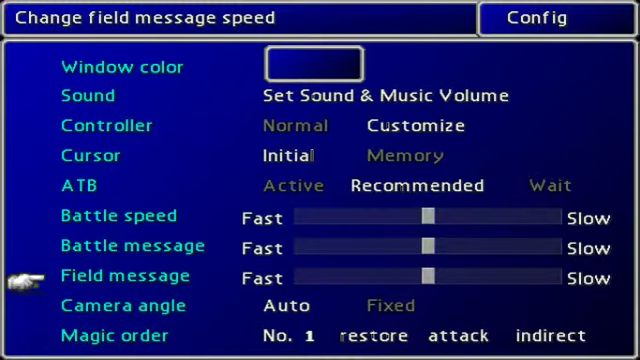 Change field message speed
Config
Window color
Sound Set Sound & Music Volume
Controller Normal Customize
Cursor Initial Memory
ATB Active Recommended Wait
Battle speed Fast Slow
Battle message Fast Slow
Field message Fast Slow
Camera angle Auto Fixed
Magic order No. 1 restore attack indirect